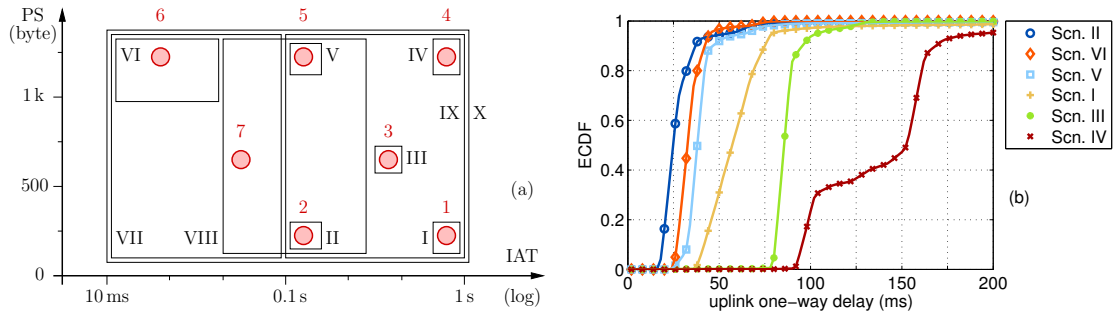 PS
(byte)
6
5
4
VI
V
IV
1 k
IX
X
7
3
III
500
(a)
2
1
VII
VIII
II
I
IAT
0
10 ms
0.1 s
1 s
(log)
1
0.8
0.6
0.4
0.2
0
ECDF
0
50
100
150
200
uplink one-way delay (ms)
(b)
Scn. II
Scn. VI
Scn. V
Scn. I
Scn. III
Scn. IV